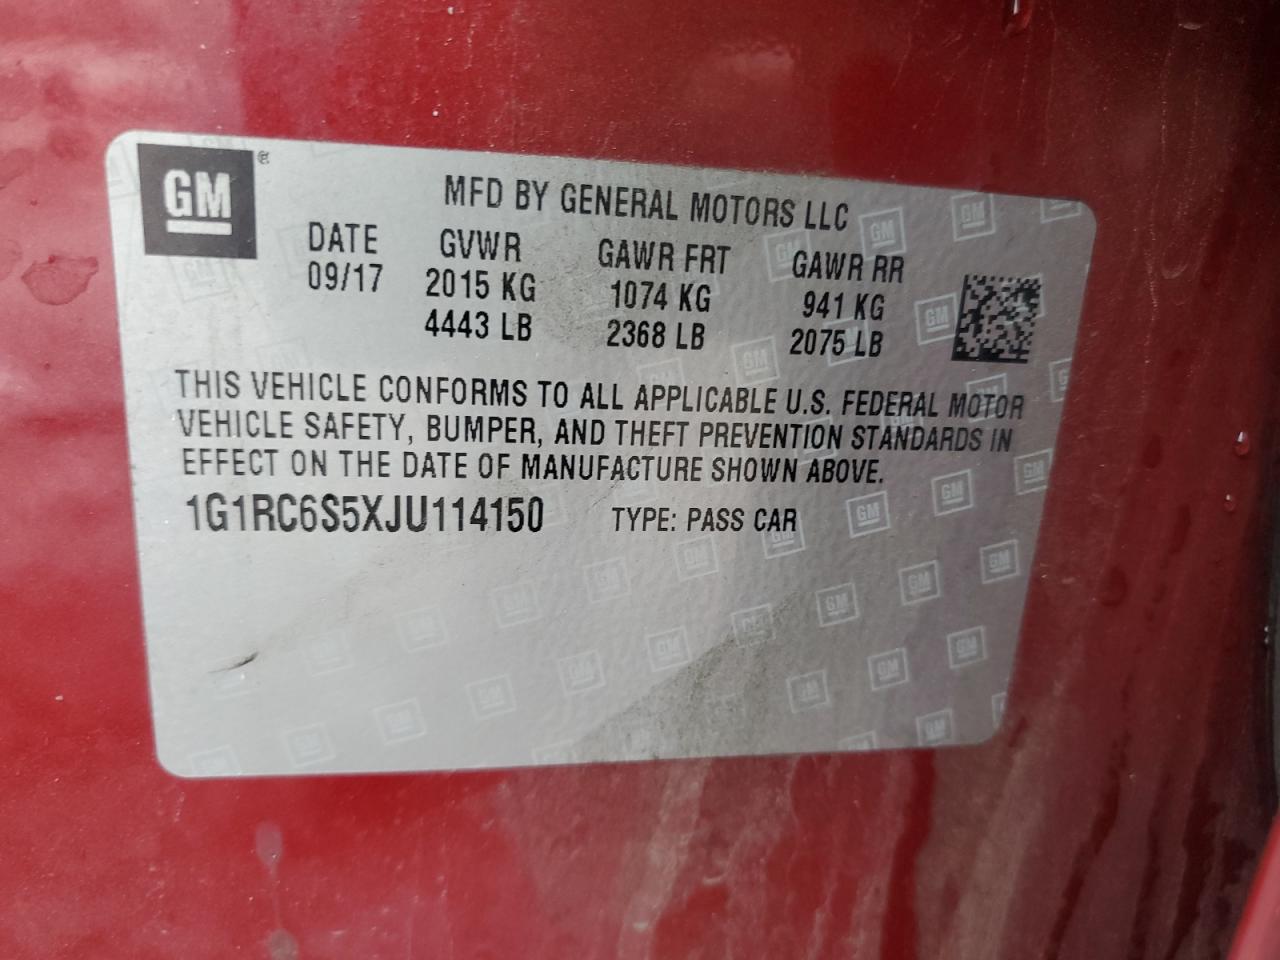 GM ®
MFD BY GENERAL MOTORS LLC
DATE GVWR GAWR FRT GAWR RR
09/17 2015 KG 1074 KG 941 KG
4443 LB 2368 LB 2075 LB
THIS VEHICLE CONFORMS TO ALL APPLICABLE U.S. FEDERAL MOTOR
VEHICLE SAFETY, BUMPER, AND THEFT PREVENTION STANDARDS IN
EFFECT ON THE DATE OF MANUFACTURE SHOWN ABOVE.
1G1RC6S5XJU114150 TYPE: PASS CAR